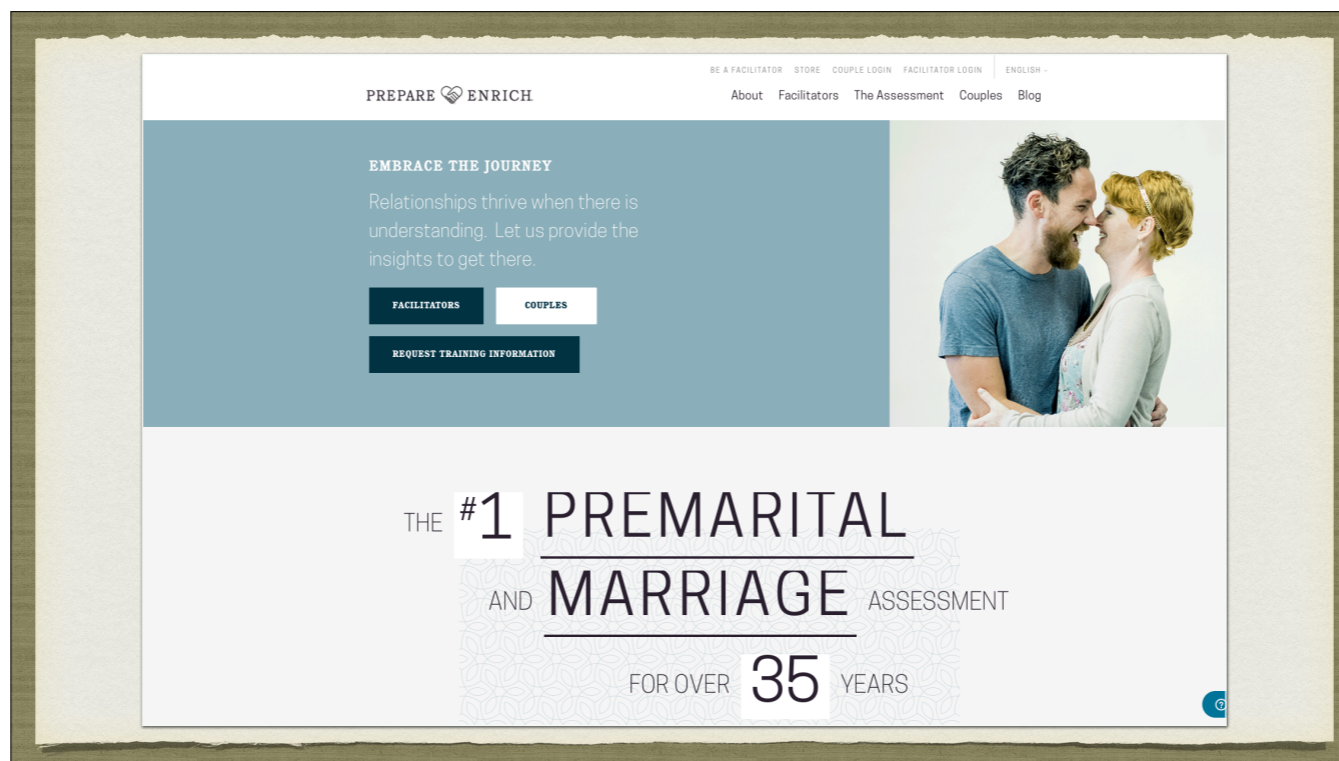 BE A FACILITATOR STORE COUPLE LOGIN FACILITATOR LOGIN ENGLISH
PREPARE ENRICH
About Facilitators The Assessment Couples Blog
EMBRACE THE JOURNEY
Relationships thrive when there is
understanding. Let us provide the
insights to get there.
FACILITATORS COUPLES
REQUEST TRAINING INFORMATION
THE #1 PREMARITAL
AND MARRIAGE ASSESSMENT
FOR OVER 35 YEARS